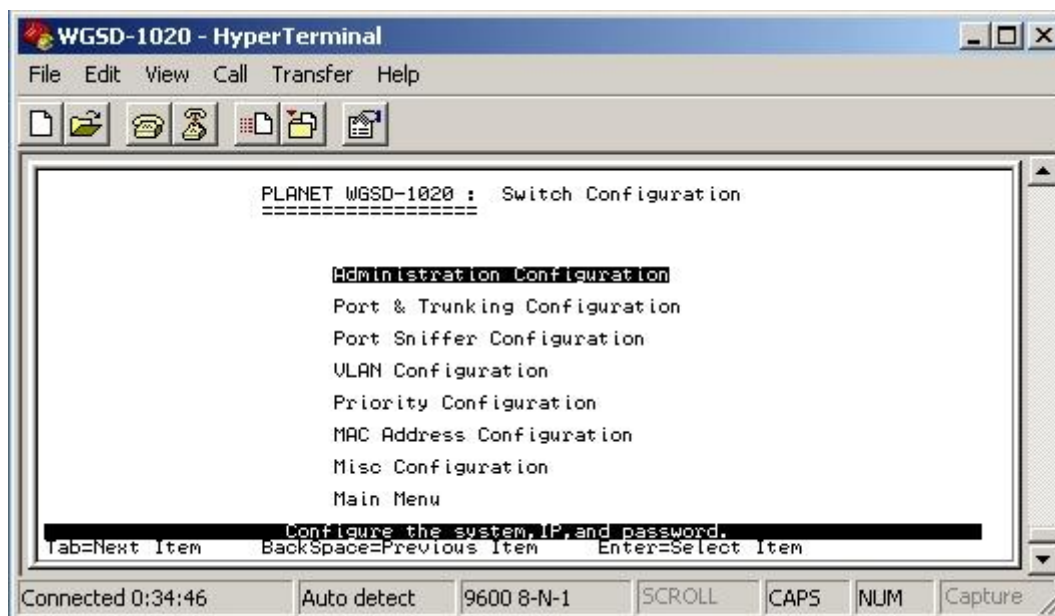 WGSD-1020 - HyperTerminal
File Edit View Call Transfer Help
PLANET WGSD-1020 : Switch Configuration
==================
Administration Configuration
Port & Trunking Configuration
Port Sniffer Configuration
VLAN Configuration
Priority Configuration
MAC Address Configuration
Misc Configuration
Main Menu
Configure the system,IP,and password.
Tab=Next Item BackSpace=Previous Item Enter=Select Item
Connected 0:34:46 Auto detect 9600 8-N-1 SCROLL CAPS NUM Capture